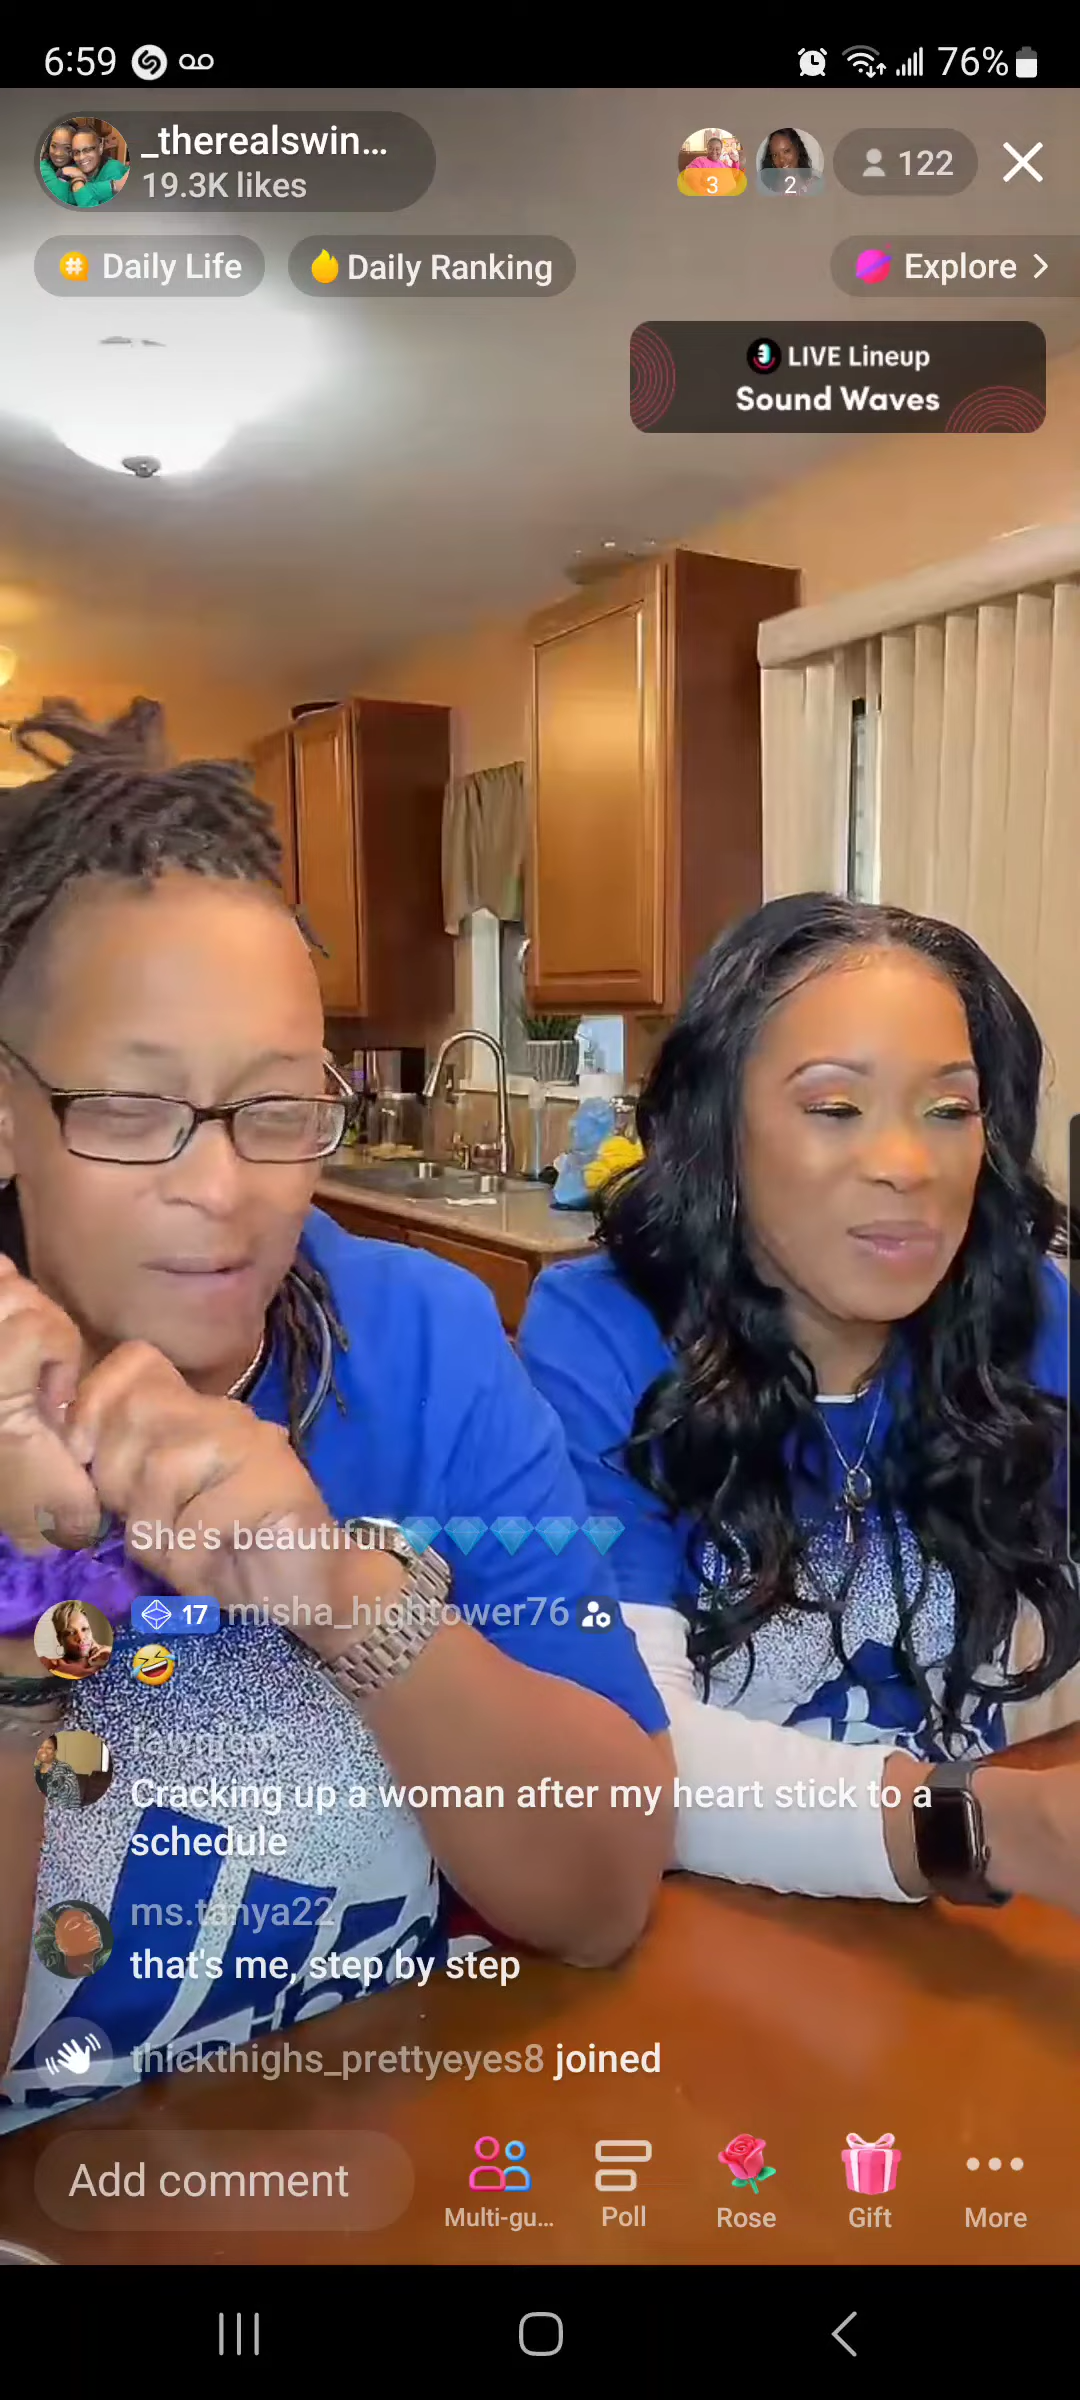 6:59
76%
_therealswin...
19.3K likes
3
2
122
Daily Life
Daily Ranking
Explore
LIVE Lineup
Sound Waves
She's beautiful💎💎💎💎💎
17 misha_hightower76
🤣
Cracking up a woman after my heart stick to a
schedule
ms.tanya22
that's me, step by step
thickthighs_prettyeyes8 joined
Add comment
Multi-gu...
Poll
Rose
Gift
More